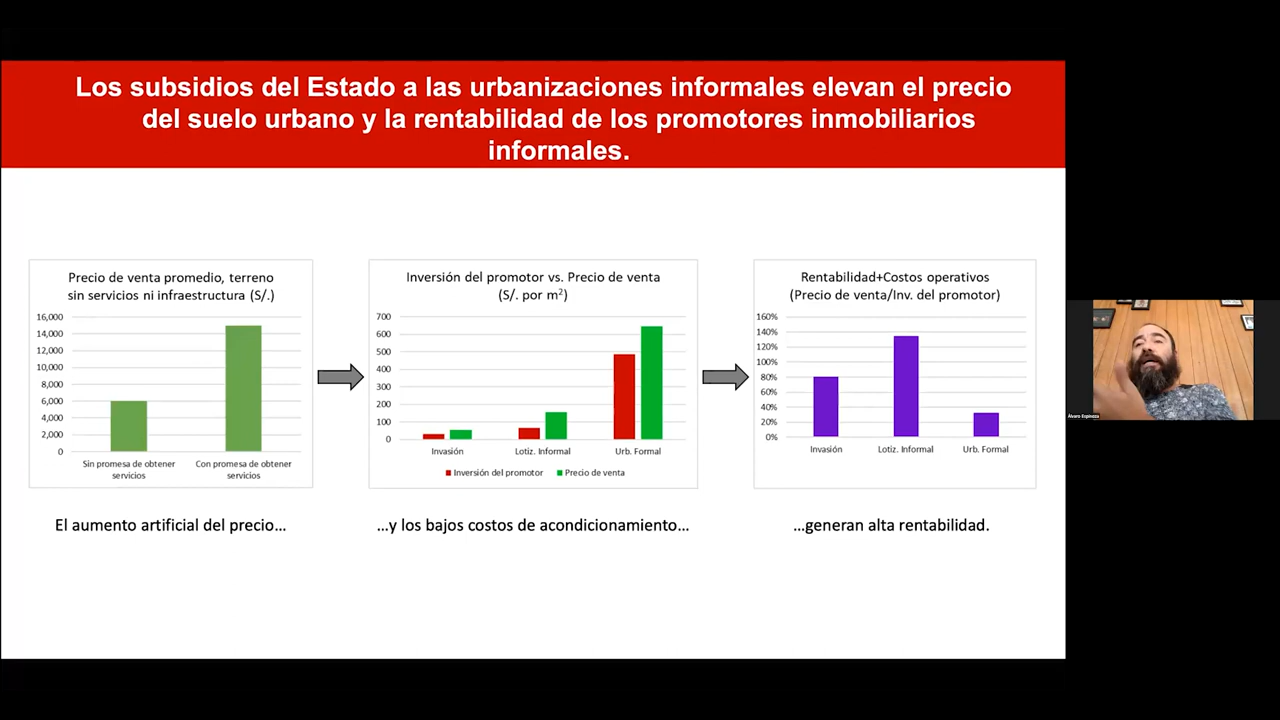 Los subsidios del Estado a las urbanizaciones informales elevan el precio
del suelo urbano y la rentabilidad de los promotores inmobiliarios
informales.
Precio de venta promedio, terreno
sin servicios ni infraestructura (S/.)
16,000
14,000
12,000
10,000
8,000
6,000
4,000
2,000
0
Sin promesa de obtener
servicios
Con promesa de obtener
servicios
El aumento artificial del precio...
Inversión del promotor vs. Precio de venta
(S/. por m²)
700
600
500
400
300
200
100
0
Invasión
Lotiz. Informal
Urb. Formal
Inversión del promotor
Precio de venta
...y los bajos costos de acondicionamiento...
Rentabilidad+Costos operativos
(Precio de venta/Inv. del promotor)
160%
140%
120%
100%
80%
60%
40%
20%
0%
Invasión
Lotiz. Informal
Urb. Formal
...generan alta rentabilidad.
Alvaro Espinoza